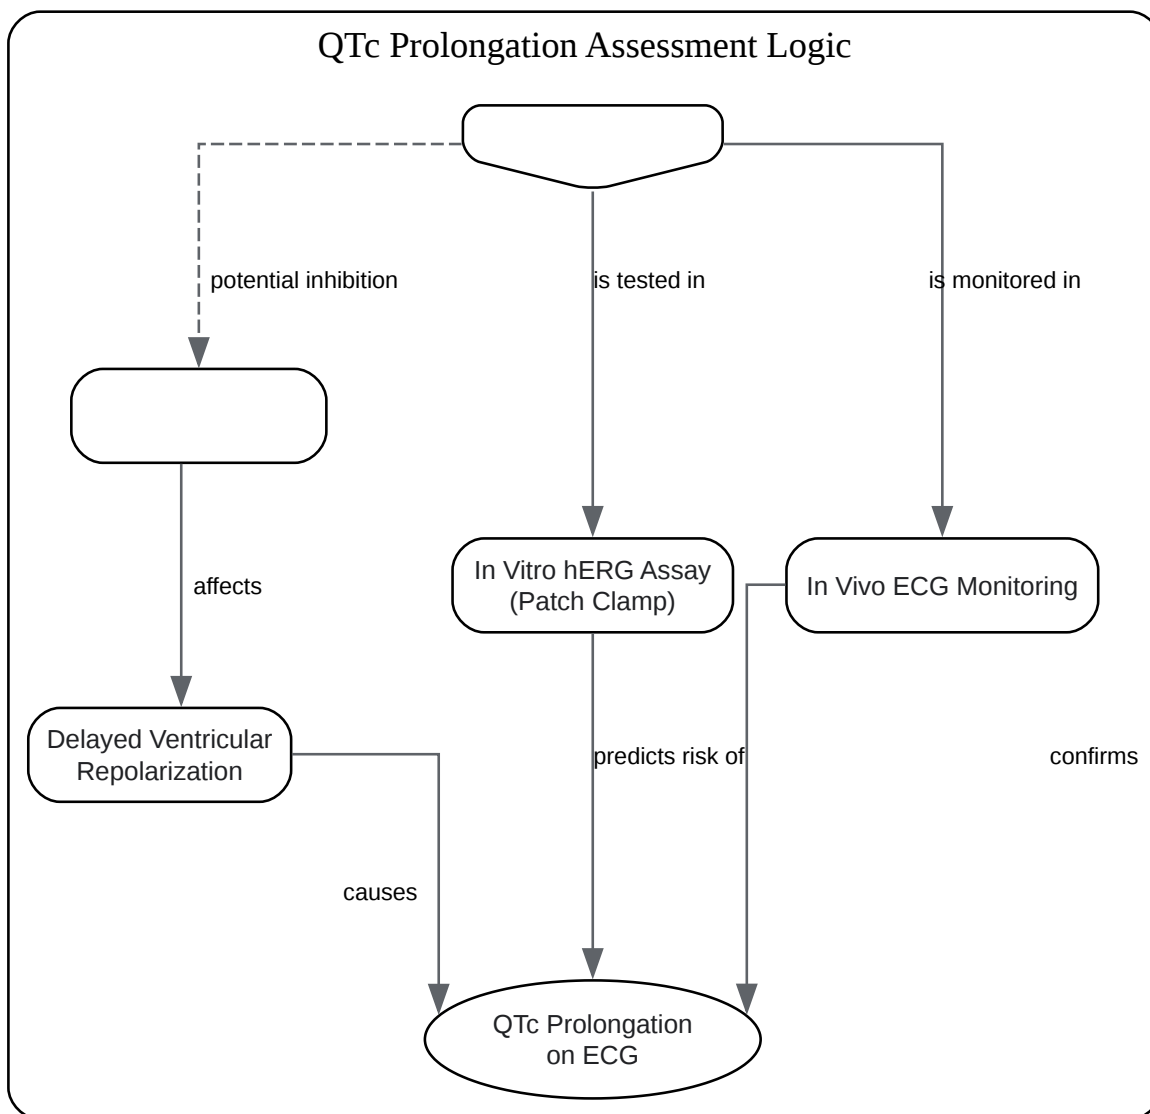 QTc Prolongation Assessment Logic
potential inhibition
is tested in
is monitored in
In Vitro hERG Assay
(Patch Clamp)
In Vivo ECG Monitoring
affects
Delayed Ventricular
Repolarization
predicts risk of
confirms
causes
QTc Prolongation
on ECG